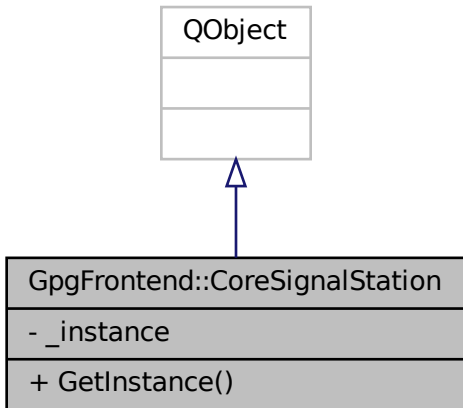 QObject
GpgFrontend::CoreSignalStation
- _instance
+ GetInstance()